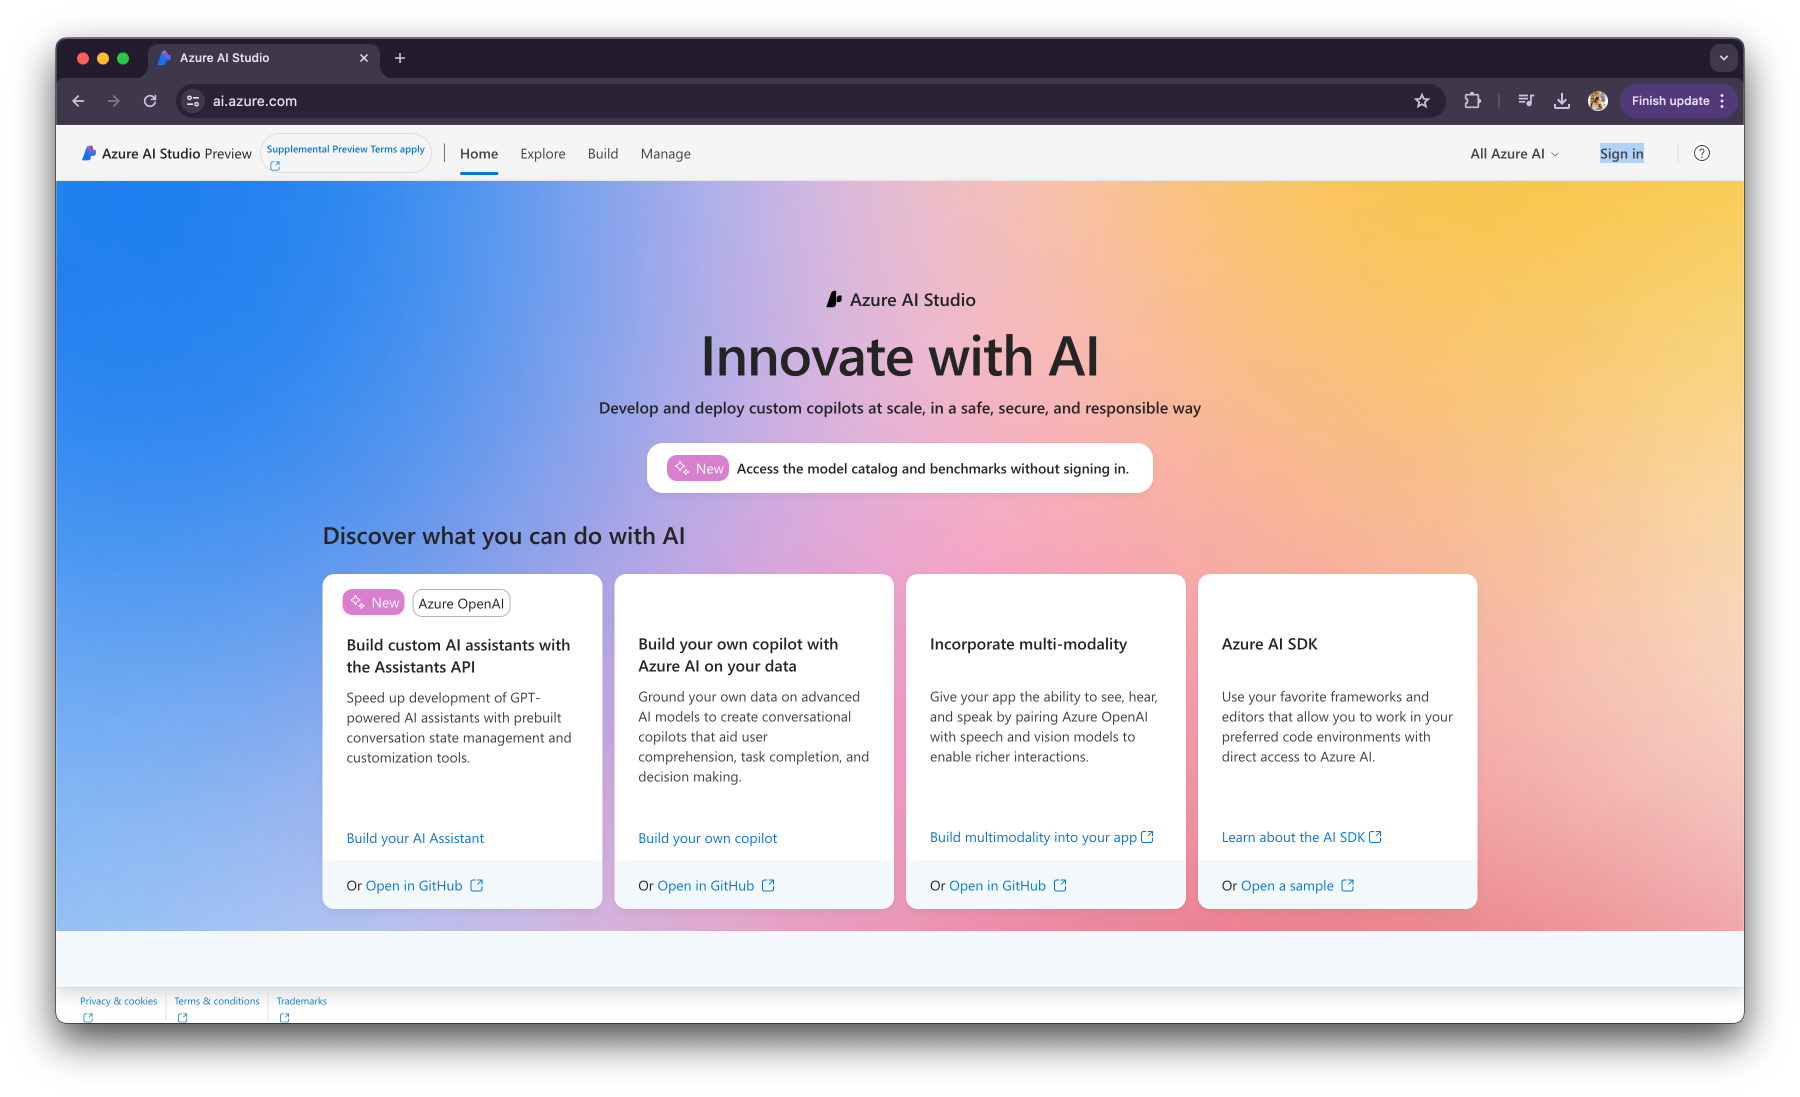 Azure AI Studio
ai.azure.com
Finish update
Azure AI Studio Preview
Supplemental Preview Terms apply
Home
Explore
Build
Manage
All Azure AI
Sign in
Azure AI Studio
Innovate with AI
Develop and deploy custom copilots at scale, in a safe, secure, and responsible way
New Access the model catalog and benchmarks without signing in.
Discover what you can do with AI
New
Azure OpenAI
Build custom AI assistants with
the Assistants API
Speed up development of GPT-
powered AI assistants with prebuilt
conversation state management and
customization tools.
Build your AI Assistant
Or Open in GitHub
Build your own copilot with
Azure AI on your data
Ground your own data on advanced
AI models to create conversational
copilots that aid user
comprehension, task completion, and
decision making.
Build your own copilot
Or Open in GitHub
Incorporate multi-modality
Give your app the ability to see, hear,
and speak by pairing Azure OpenAI
with speech and vision models to
enable richer interactions.
Build multimodality into your app
Or Open in GitHub
Azure AI SDK
Use your favorite frameworks and
editors that allow you to work in your
preferred code environments with
direct access to Azure AI.
Learn about the AI SDK
Or Open a sample
Privacy & cookies
Terms & conditions
Trademarks